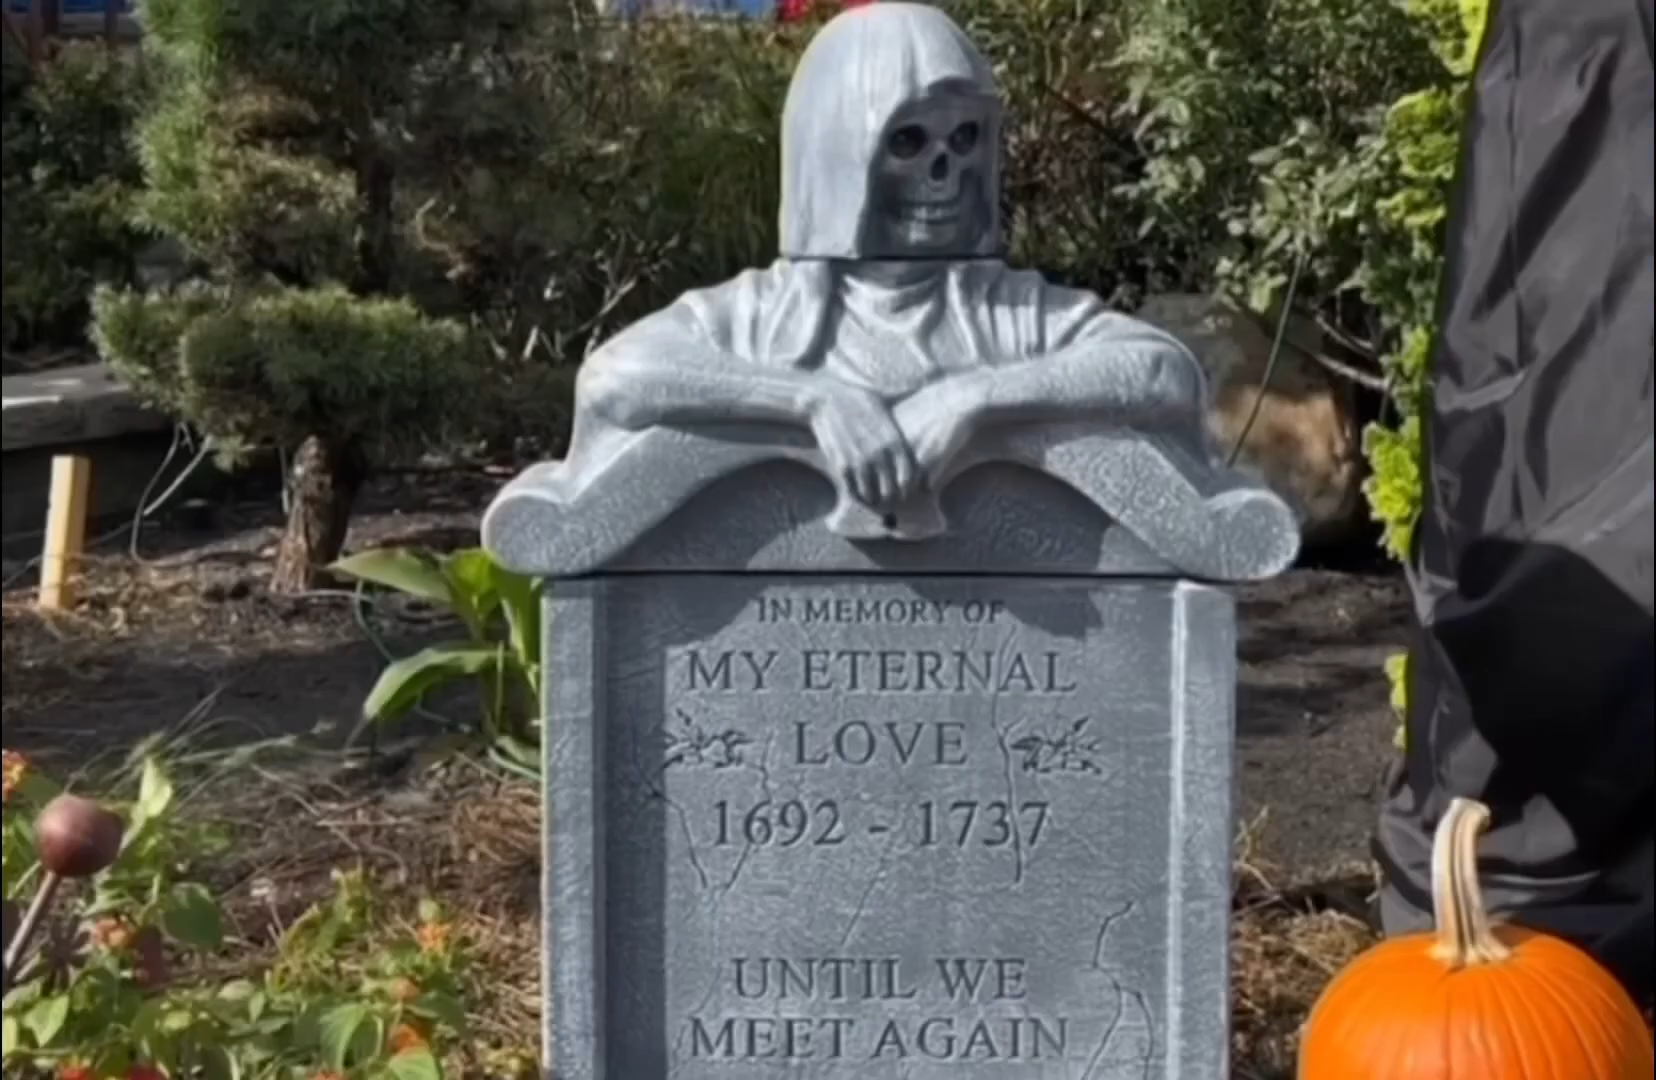 IN MEMORY OF
MY ETERNAL
LOVE
1692 - 1737
UNTIL WE
MEET AGAIN